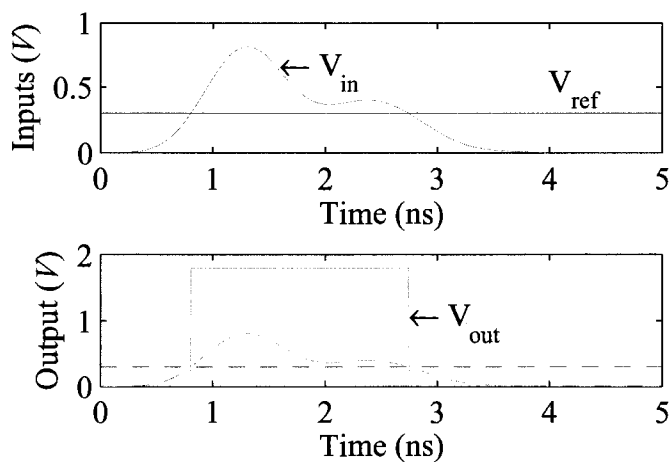 Inputs (V)
1
0.5
0
V_in
V_ref
0 1 2 3 4 5
Time (ns)
Output (V)
2
1
0
V_out
0 1 2 3 4 5
Time (ns)